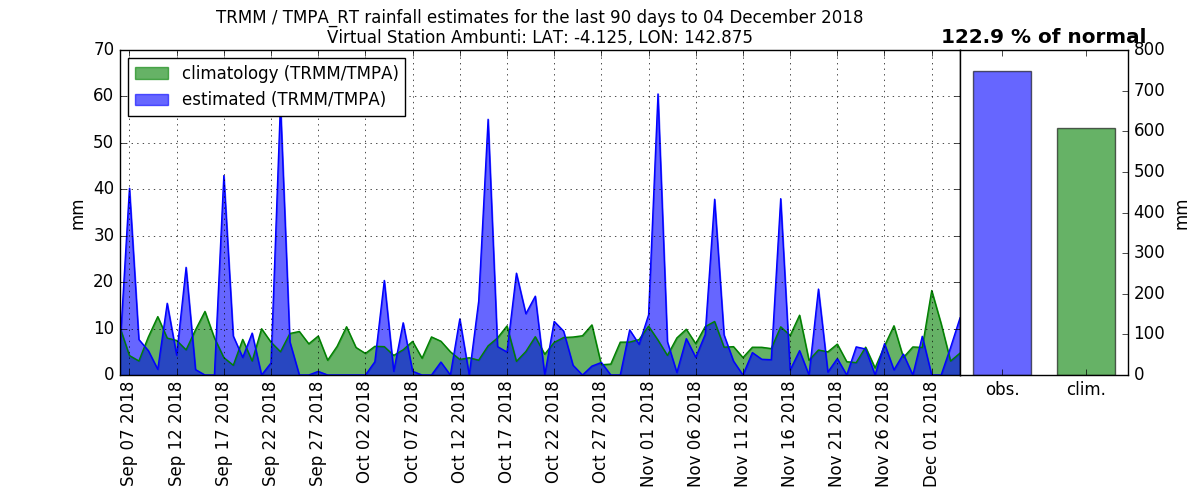 TRMM / TMPA_RT rainfall estimates for the last 90 days to 04 December 2018
Virtual Station Ambunti: LAT: -4.125, LON: 142.875
122.9 % of normal
climatology (TRMM/TMPA)
estimated (TRMM/TMPA)
mm
70
60
50
40
30
20
10
0
Sep 07 2018
Sep 12 2018
Sep 17 2018
Sep 22 2018
Sep 27 2018
Oct 02 2018
Oct 07 2018
Oct 12 2018
Oct 17 2018
Oct 22 2018
Oct 27 2018
Nov 01 2018
Nov 06 2018
Nov 11 2018
Nov 16 2018
Nov 21 2018
Nov 26 2018
Dec 01 2018
obs.
clim.
800
700
600
500
400
300
200
100
0
mm